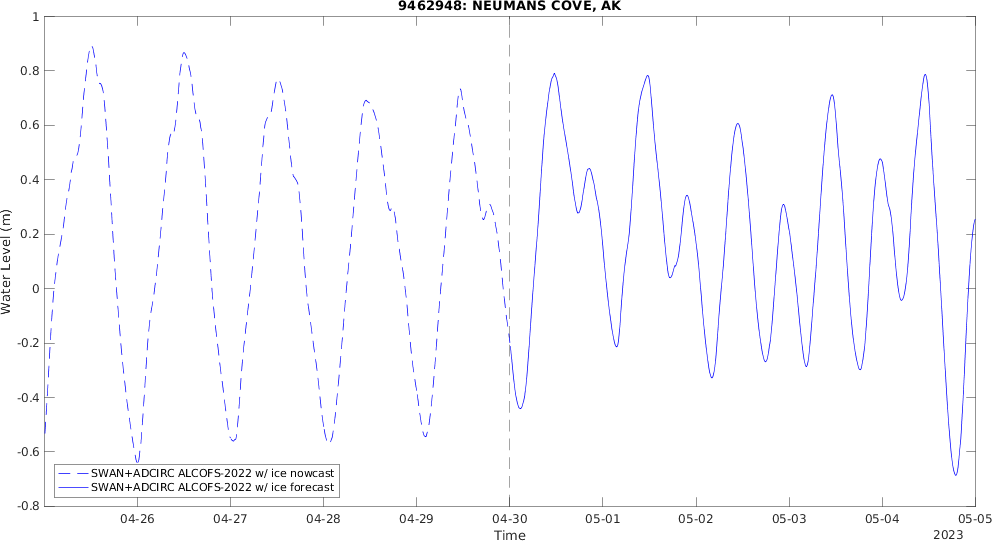 9462948: NEUMANS COVE, AK
Water Level (m)
1
0.8
0.6
0.4
0.2
0
-0.2
-0.4
-0.6
-0.8
SWAN+ADCIRC ALCOFS-2022 w/ ice nowcast
SWAN+ADCIRC ALCOFS-2022 w/ ice forecast
04-26 04-27 04-28 04-29 04-30 05-01 05-02 05-03 05-04 05-05
Time
2023